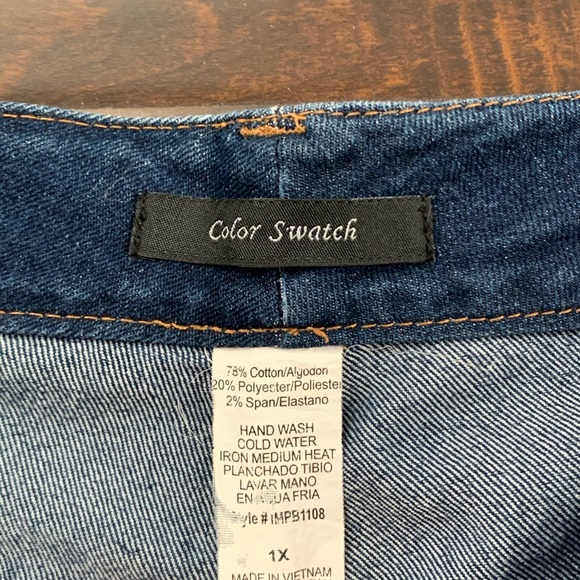 Color Swatch
78% Cotton/Algodon
20% Polyester/Poliester
2% Span/Elastano
HAND WASH
COLD WATER
IRON MEDIUM HEAT
PLANCHADO TIBIO
LAVAR MANO
EN AGUA FRIA
Style # IMPB1108
1X
MADE IN VIETNAM